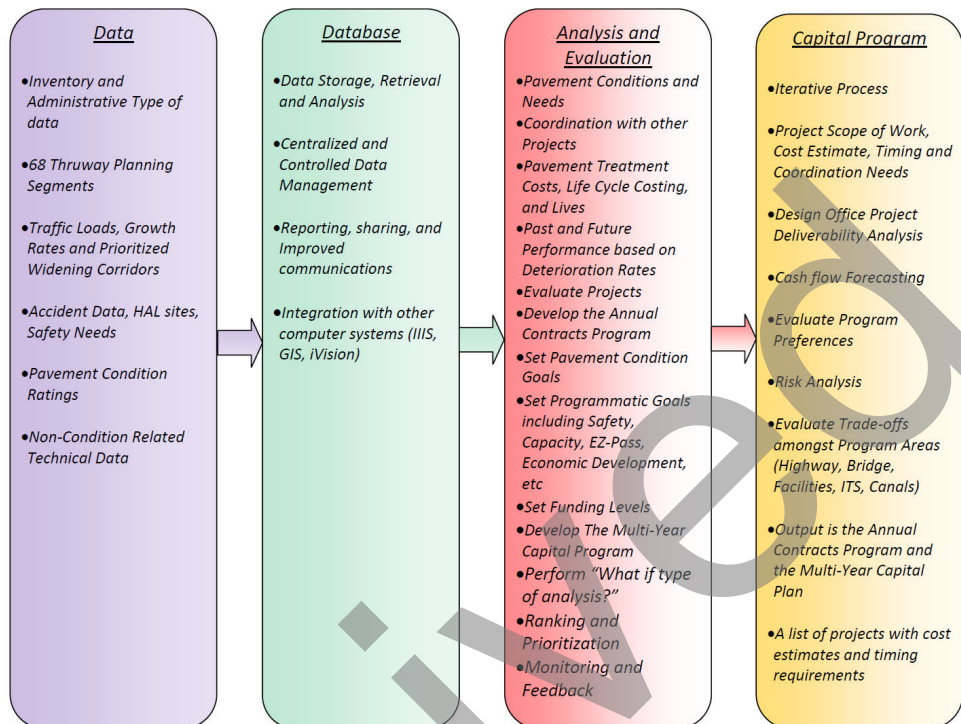 Data
•Inventory and
Administrative Type of
data
•68 Thruway Planning
Segments
•Traffic Loads, Growth
Rates and Prioritized
Widening Corridors
•Accident Data, HAL sites,
Safety Needs
•Pavement Condition
Ratings
•Non-Condition Related
Technical Data
Database
•Data Storage, Retrieval
and Analysis
•Centralized and
Controlled Data
Management
•Reporting, sharing, and
Improved
communications
•Integration with other
computer systems (IIIS,
GIS, iVision)
Analysis and
Evaluation
•Pavement Conditions and
Needs
•Coordination with other
Projects
•Pavement Treatment
Costs, Life Cycle Costing,
and Lives
•Past and Future
Performance based on
Deterioration Rates
•Evaluate Projects
•Develop the Annual
Contracts Program
•Set Pavement Condition
Goals
•Set Programmatic Goals
including Safety,
Capacity, EZ-Pass,
Economic Development,
etc
•Set Funding Levels
•Develop The Multi-Year
Capital Program
•Perform “What if type
of analysis?”
•Ranking and
Prioritization
•Monitoring and
Feedback
Capital Program
•Iterative Process
•Project Scope of Work,
Cost Estimate, Timing and
Coordination Needs
•Design Office Project
Deliverability Analysis
•Cash flow Forecasting
•Evaluate Program
Preferences
•Risk Analysis
•Evaluate Trade-offs
amongst Program Areas
(Highway, Bridge,
Facilities, ITS, Canals)
•Output is the Annual
Contracts Program and
the Multi-Year Capital
Plan
•A list of projects with cost
estimates and timing
requirements
ived